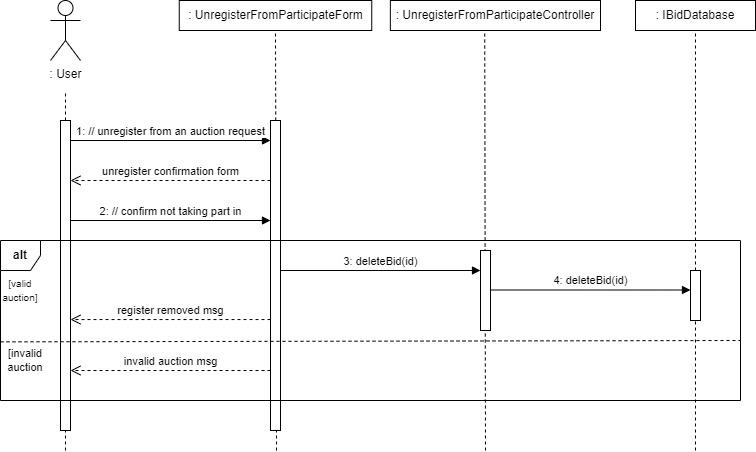 : User
: UnregisterFromParticipateForm
: UnregisterFromParticipateController
: IBidDatabase
1: // unregister from an auction request
unregister confirmation form
2: // confirm not taking part in
alt
[valid
auction]
3: deleteBid(id)
4: deleteBid(id)
register removed msg
[invalid
auction
invalid auction msg